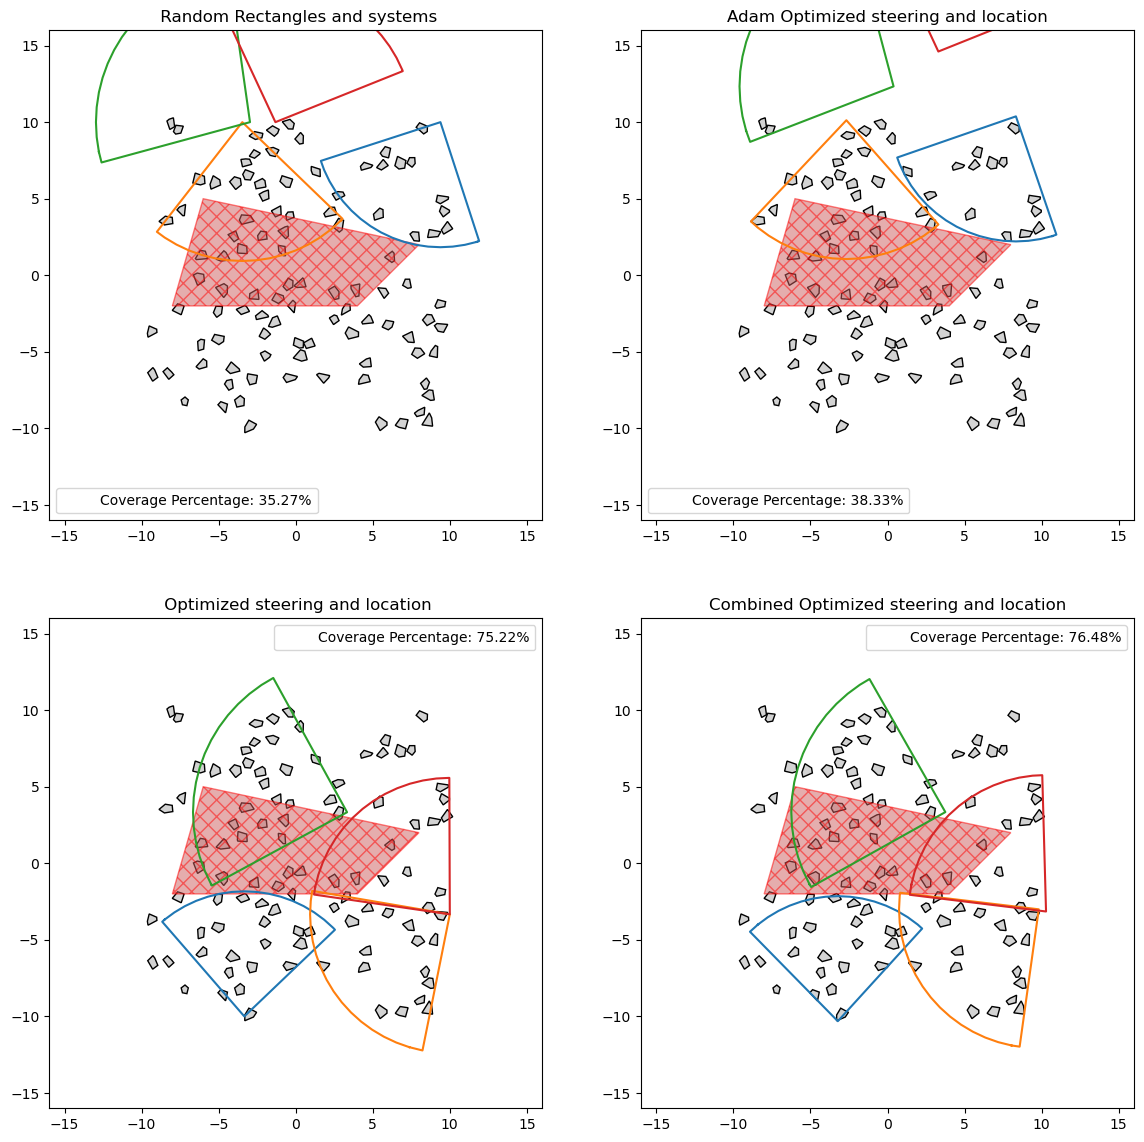 Random Rectangles and systems
Adam Optimized steering and location
15
10
5
0
−5
−10
−15
Coverage Percentage: 35.27%
−15 −10 −5 0 5 10 15
15
10
5
0
−5
−10
−15
Coverage Percentage: 38.33%
−15 −10 −5 0 5 10 15
Optimized steering and location
Combined Optimized steering and location
15
10
5
0
−5
−10
−15
Coverage Percentage: 75.22%
−15 −10 −5 0 5 10 15
15
10
5
0
−5
−10
−15
Coverage Percentage: 76.48%
−15 −10 −5 0 5 10 15